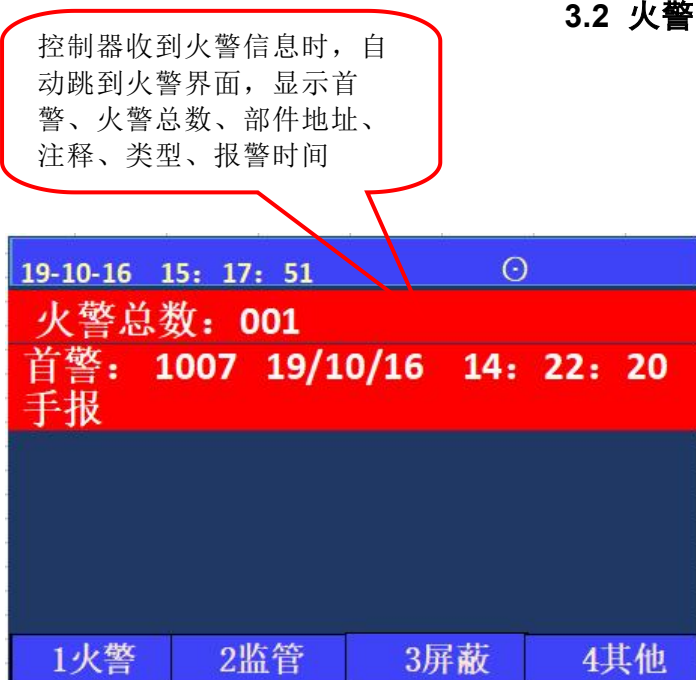 3.2 火警
控制器收到火警信息时，自
动跳到火警界面，显示首
警、火警总数、部件地址、
注释、类型、报警时间
19-10-16 15：17：51
火警总数：001
首警： 1007 19/10/16 14：22：20
手报
1火警 2监管 3屏蔽 4其他